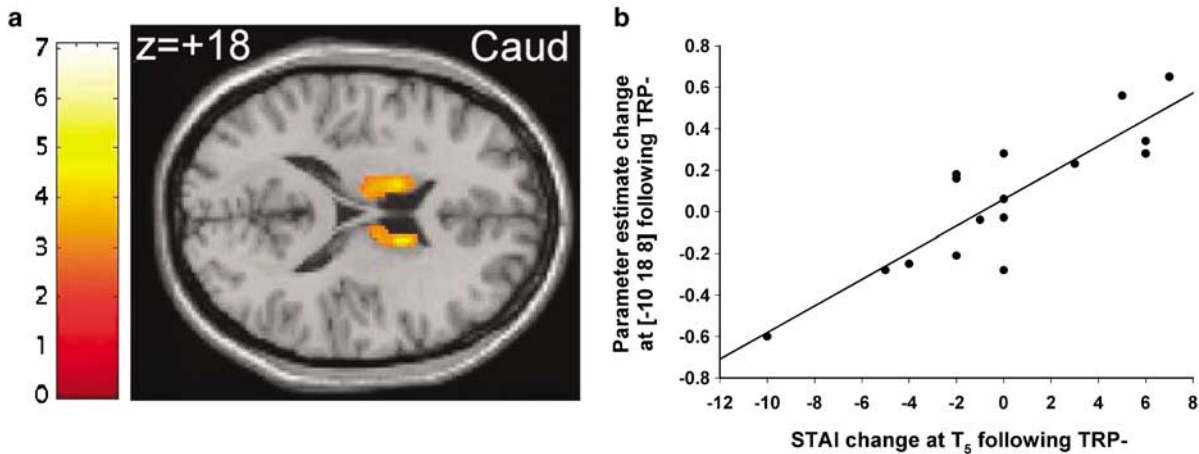 a
z=+18 Caud
7
6
5
4
3
2
1
0
b
Parameter estimate change
at [-10 18 8] following TRP-
0.8
0.6
0.4
0.2
0.0
-0.2
-0.4
-0.6
-0.8
-12 -10 -8 -6 -4 -2 0 2 4 6 8
STAI change at T₅ following TRP-